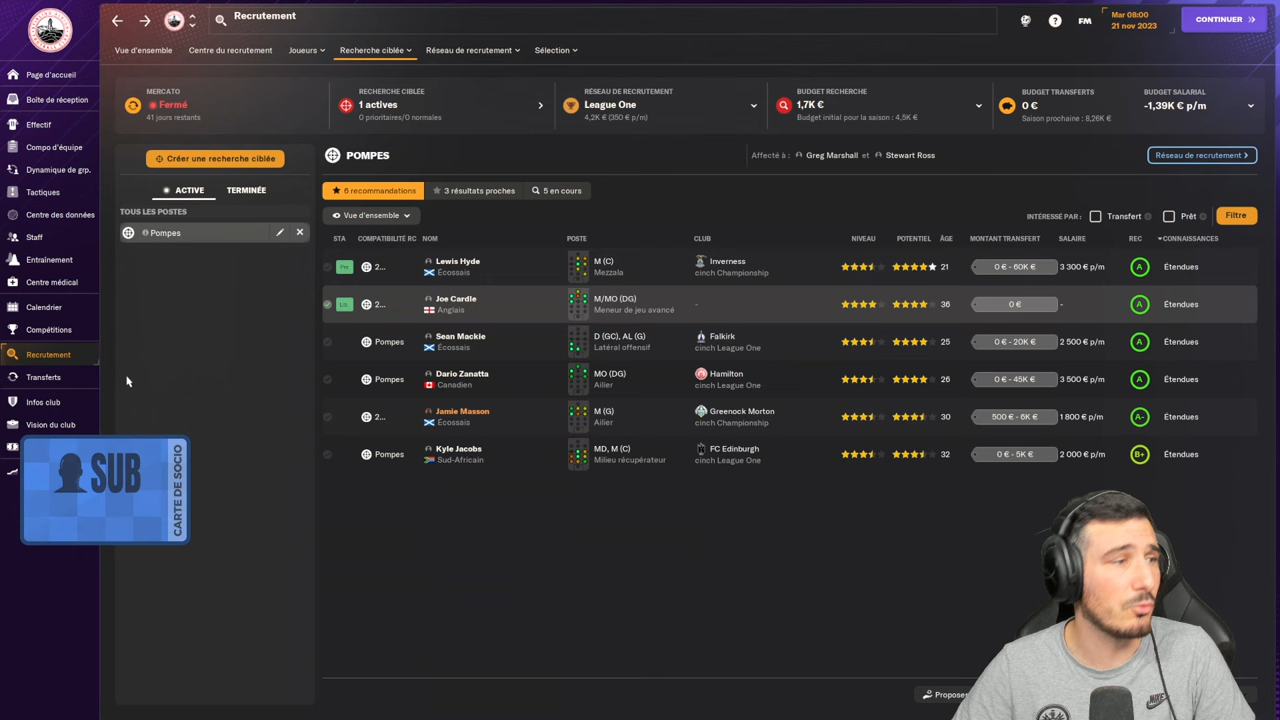 Recrutement
Mar 08:00
21 nov 2023
FM
CONTINUER
Vue d'ensemble
Centre du recrutement
Joueurs
Recherche ciblée
Réseau de recrutement
Sélection
Page d'accueil
Boîte de réception
Effectif
Compo d'équipe
Dynamique de grp.
Tactiques
Centre des données
Staff
Entraînement
Centre médical
Calendrier
Compétitions
Recrutement
Transferts
Infos club
Vision du club
MERCATO
Fermé
41 jours restants
RECHERCHE CIBLÉE
1 actives
0 prioritaires/0 normales
RÉSEAU DE RECRUTEMENT
League One
4,2K € (350 € p/m)
BUDGET RECHERCHE
1,7K €
Budget initial pour la saison : 4,5K €
BUDGET TRANSFERTS
0 €
Saison prochaine : 8,26K €
BUDGET SALARIAL
-1,39K € p/m
Créer une recherche ciblée
ACTIVE
TERMINÉE
TOUS LES POSTES
Pompes
POMPES
Affecté à : Greg Marshall et Stewart Ross
Réseau de recrutement
6 recommandations
3 résultats proches
5 en cours
Vue d'ensemble
INTÉRESSÉ PAR : Transfert Prêt
Filtre
STA COMPATIBILITÉ RC NOM POSTE CLUB NIVEAU POTENTIEL ÂGE MONTANT TRANSFERT SALAIRE REC CONNAISSANCES
Pre 2... Lewis Hyde M (C) Inverness 21 0 € - 60K € 3 300 € p/m A Étendues
Écossais Mezzala cinch Championship
2... Joe Cardle M/MO (DG) - 36 0 € - A Étendues
Anglais Meneur de jeu avancé
Pompes Sean Mackie D (GC), AL (G) Falkirk 25 0 € - 20K € 2 500 € p/m A Étendues
Écossais Latéral offensif cinch League One
Pompes Dario Zanatta MO (DG) Hamilton 26 0 € - 45K € 3 500 € p/m A Étendues
Canadien Ailier cinch League One
2... Jamie Masson M (G) Greenock Morton 30 500 € - 6K € 1 800 € p/m A- Étendues
Écossais Ailier cinch Championship
Pompes Kyle Jacobs MD, M (C) FC Edinburgh 32 0 € - 5K € 2 000 € p/m B+ Étendues
Sud-Africain Milieu récupérateur cinch League One
SUB
CARTE DE SOCIO
Proposer
NIKE